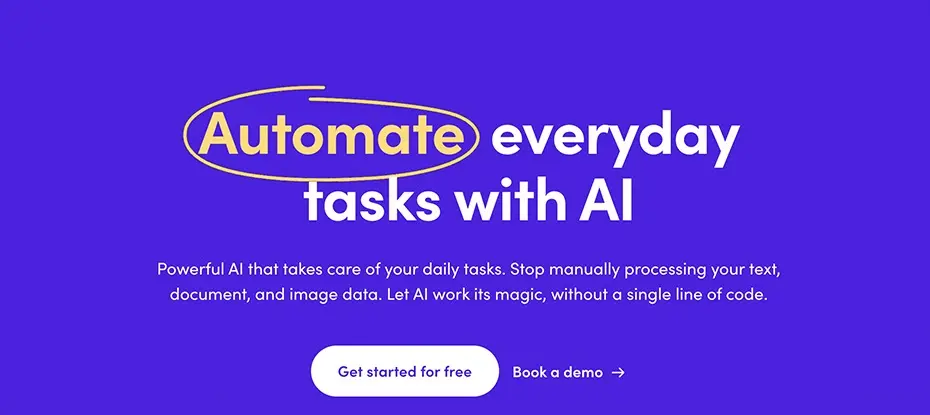 Automate everyday
tasks with AI
Powerful AI that takes care of your daily tasks. Stop manually processing your text,
document, and image data. Let AI work its magic, without a single line of code.
Get started for free
Book a demo →